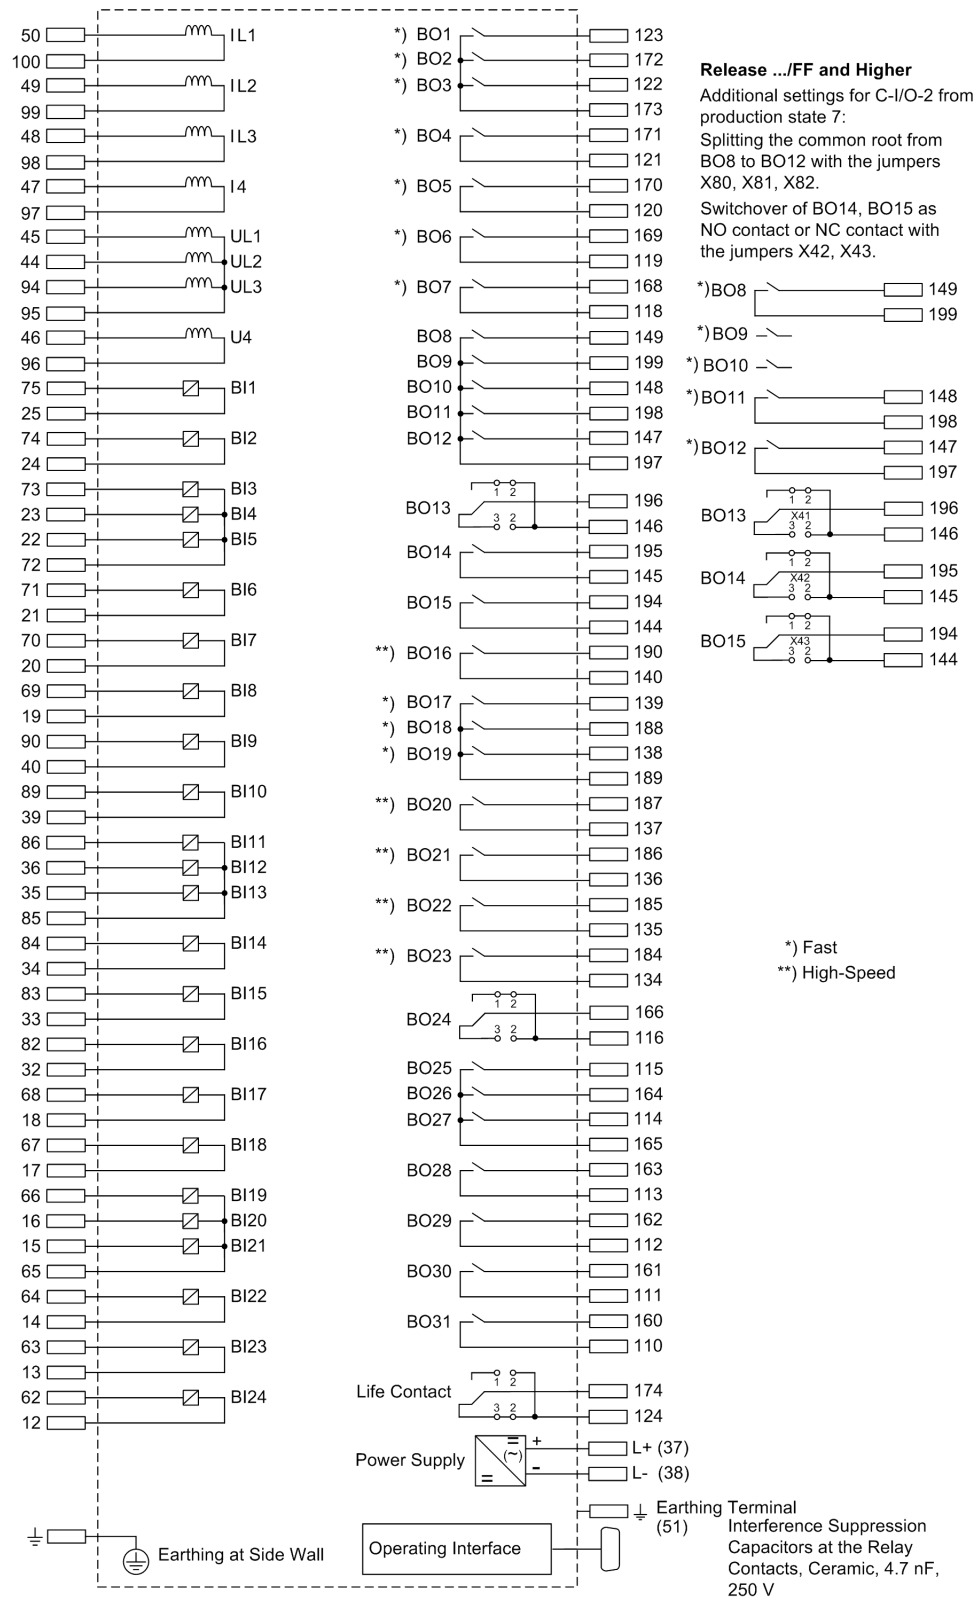 50 IL1
100
49 IL2
99
48 IL3
98
47 I4
97
45 UL1
44 UL2
94 UL3
95
46 U4
96
75 BI1
25
74 BI2
24
73 BI3
23 BI4
22 BI5
72
71 BI6
21
70 BI7
20
69 BI8
19
90 BI9
40
89 BI10
39
86 BI11
36 BI12
35 BI13
85
84 BI14
34
83 BI15
33
82 BI16
32
68 BI17
18
67 BI18
17
66 BI19
16 BI20
15 BI21
65
64 BI22
14
63 BI23
13
62 BI24
12
Earthing at Side Wall
*) BO1 123
*) BO2 172
*) BO3 122
173
*) BO4 171
121
*) BO5 170
120
*) BO6 169
119
*) BO7 168
118
BO8 149
BO9 199
BO10 148
BO11 198
BO12 147
197
1 2
BO13 196
3 2
146
BO14 195
145
BO15 194
144
**) BO16 190
140
*) BO17 139
*) BO18 188
*) BO19 138
189
**) BO20 187
137
**) BO21 186
136
**) BO22 185
135
**) BO23 184
134
1 2
BO24 166
3 2
116
BO25 115
BO26 164
BO27 114
165
BO28 163
113
BO29 162
112
BO30 161
111
BO31 160
110
1 2
Life Contact 174
3 2
124
Power Supply = (~) = + L+ (37)
- L- (38)
Earthing Terminal
(51)
Operating Interface
Interference Suppression
Capacitors at the Relay
Contacts, Ceramic, 4.7 nF,
250 V
Release .../FF and Higher
Additional settings for C-I/O-2 from
production state 7:
Splitting the common root from
BO8 to BO12 with the jumpers
X80, X81, X82.
Switchover of BO14, BO15 as
NO contact or NC contact with
the jumpers X42, X43.
*)BO8 149
199
*)BO9
*)BO10
*)BO11 148
198
*)BO12 147
197
1 2
BO13 X41 196
3 2
146
1 2
BO14 X42 195
3 2
145
1 2
BO15 X43 194
3 2
144
*) Fast
**) High-Speed